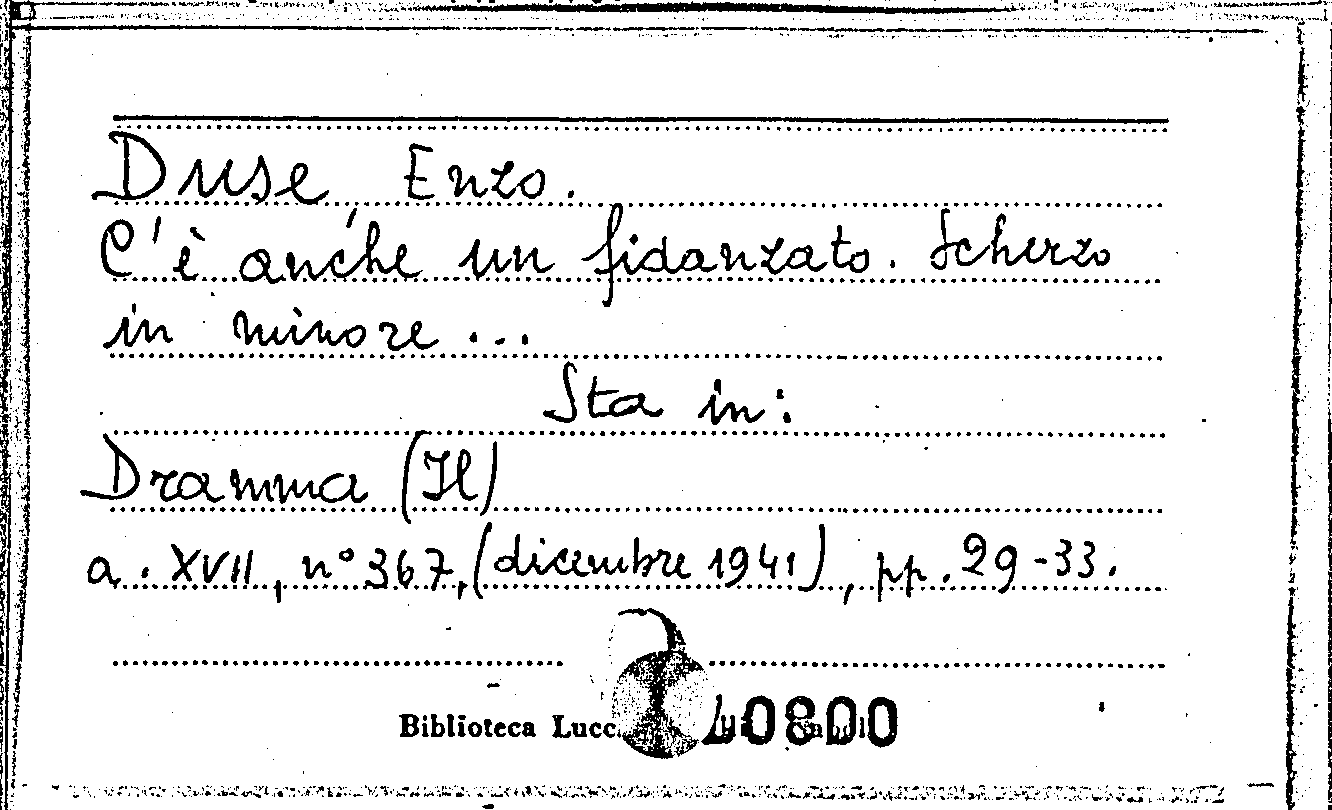 Duse, Enzo.
C'è anche un fidanzato. Scherzo
in minore ...
Sta in:
Dramma (Il)
a. XVII, n° 367, (dicembre 1941), pp. 29-33.
Biblioteca Lucc 40800